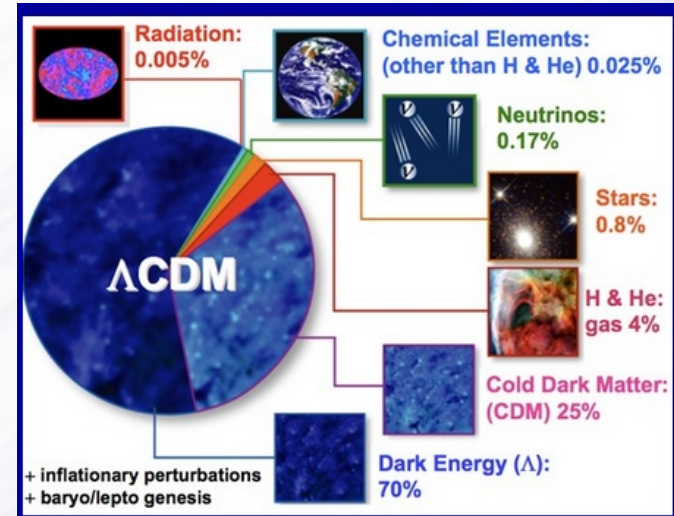 Radiation:
0.005%
Chemical Elements:
(other than H & He) 0.025%
Neutrinos:
0.17%
Stars:
0.8%
H & He:
gas 4%
Cold Dark Matter:
(CDM) 25%
Dark Energy (Λ):
70%
ΛCDM
+ inflationary perturbations
+ baryo/lepto genesis
ν
ν
ν